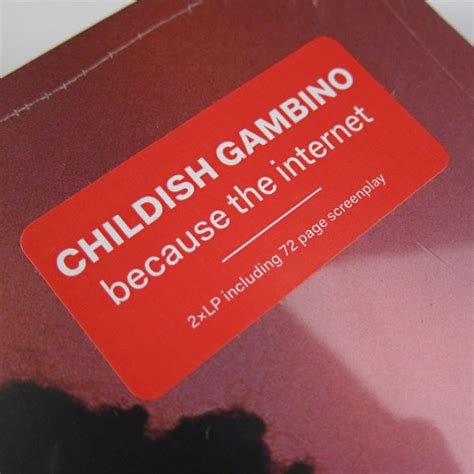 CHILDISH GAMBINO
because the internet
2×LP including 72 page screenplay